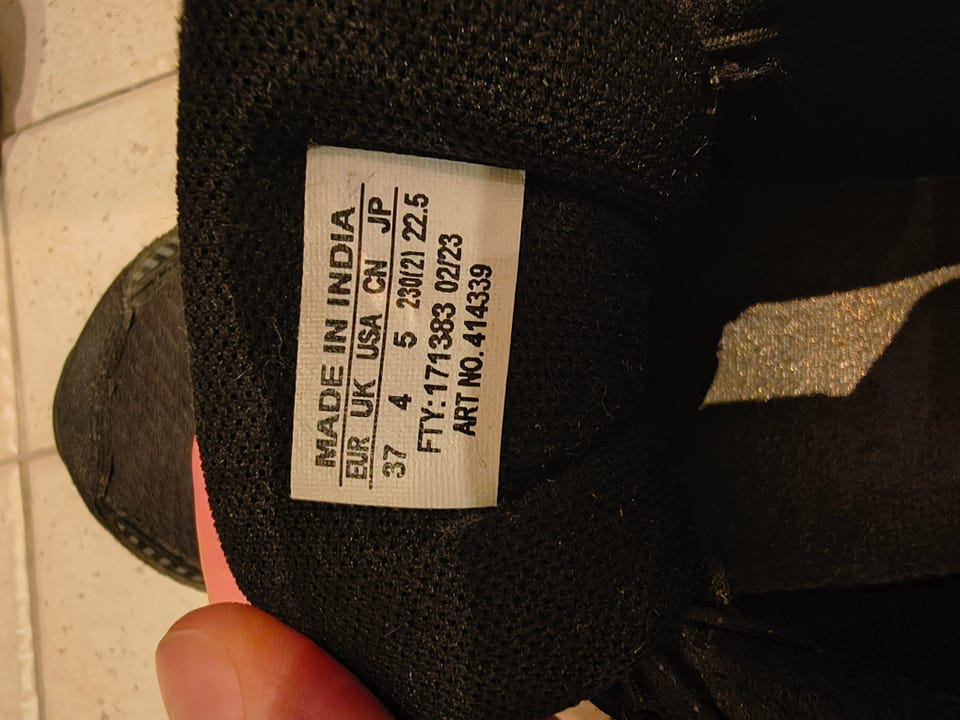 MADE IN INDIA
EUR UK USA CN JP
37 4 5 230(2) 22.5
FTY: 171383 02/23
ART NO. 414339